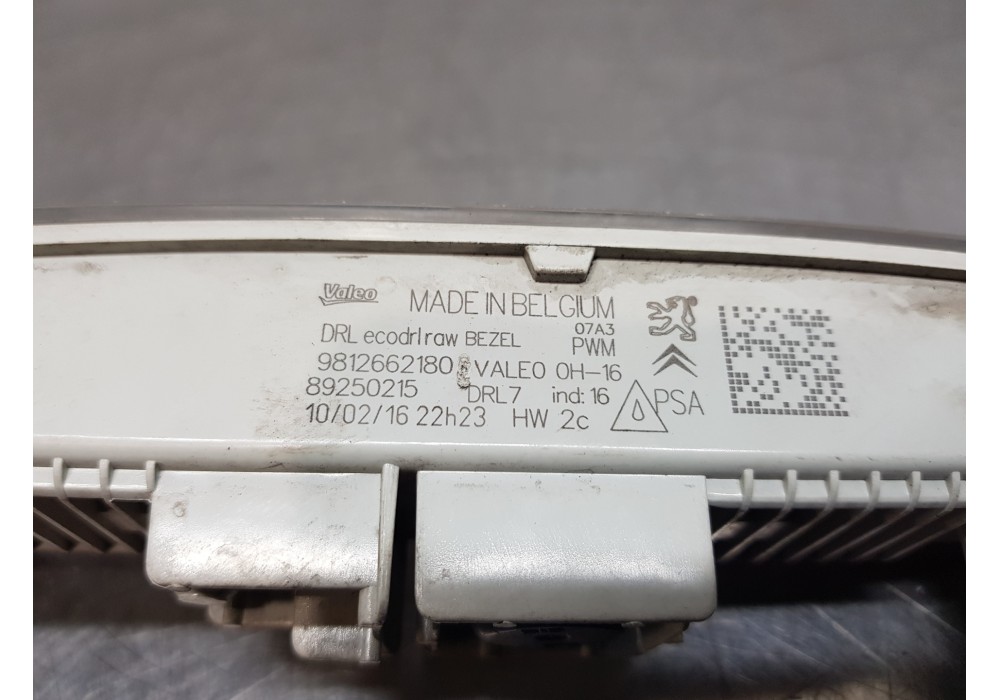 Valeo MADE IN BELGIUM
07A3
DRL ecodrlraw BEZEL PWM
9812662180 VALEO OH-16
89250215 DRL7 ind: 16
10/02/16 22h23 HW 2c PSA